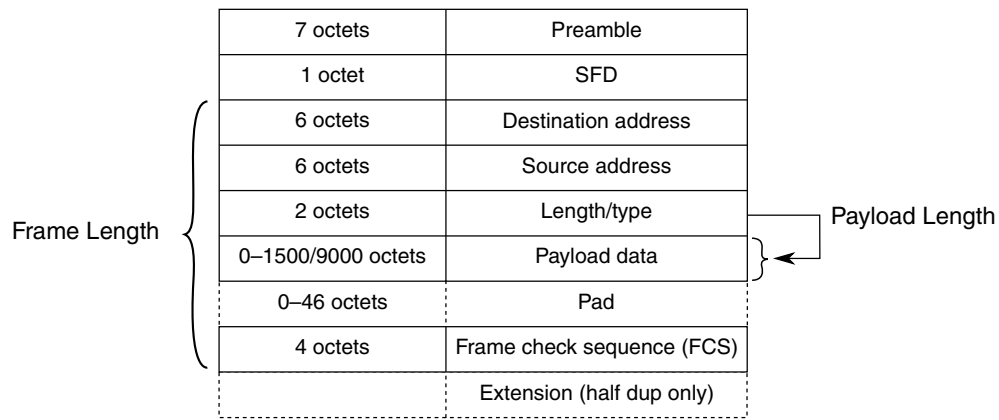 7 octets Preamble
1 octet SFD
6 octets Destination address
6 octets Source address
2 octets Length/type
Frame Length
Payload Length
0–1500/9000 octets Payload data
0–46 octets Pad
4 octets Frame check sequence (FCS)
Extension (half dup only)